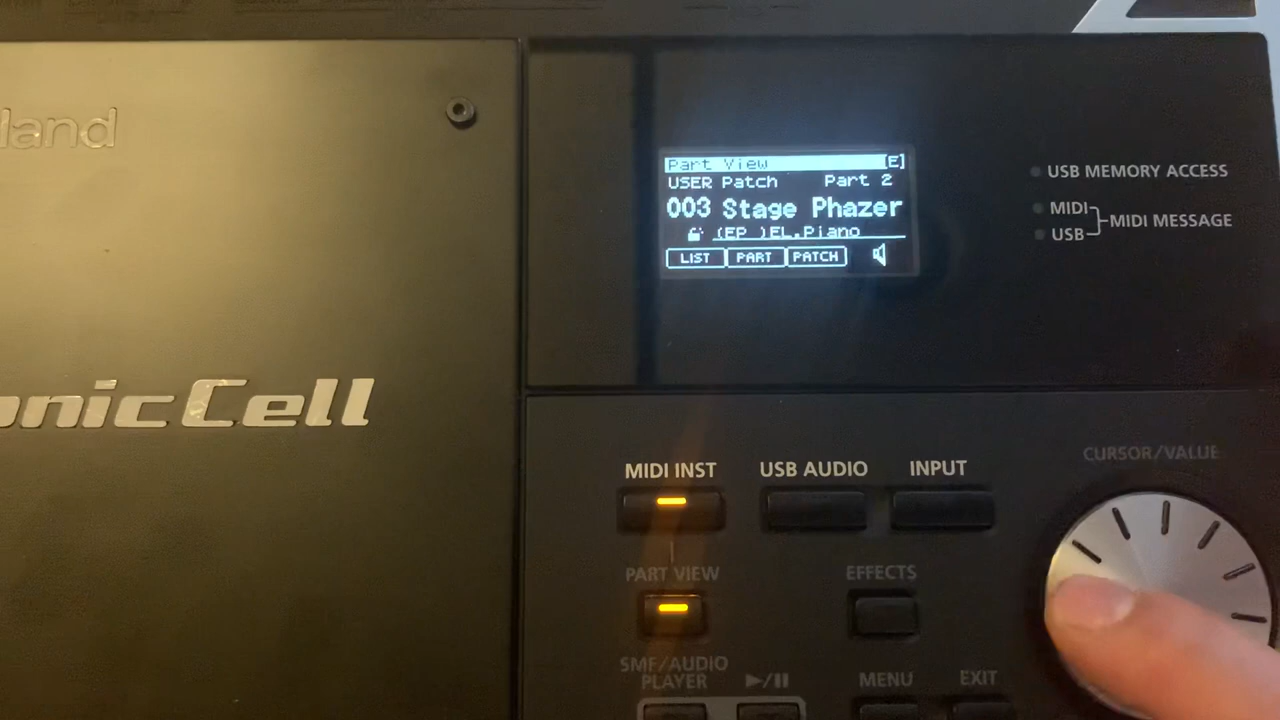 land
onicCell
Part View [E]
USER Patch Part 2
003 Stage Phazer
(EP )EL.Piano
LIST PART PATCH
USB MEMORY ACCESS
MIDI
USB
MIDI MESSAGE
MIDI INST USB AUDIO INPUT
CURSOR/VALUE
PART VIEW EFFECTS
SMF/AUDIO
PLAYER ►/II MENU EXIT